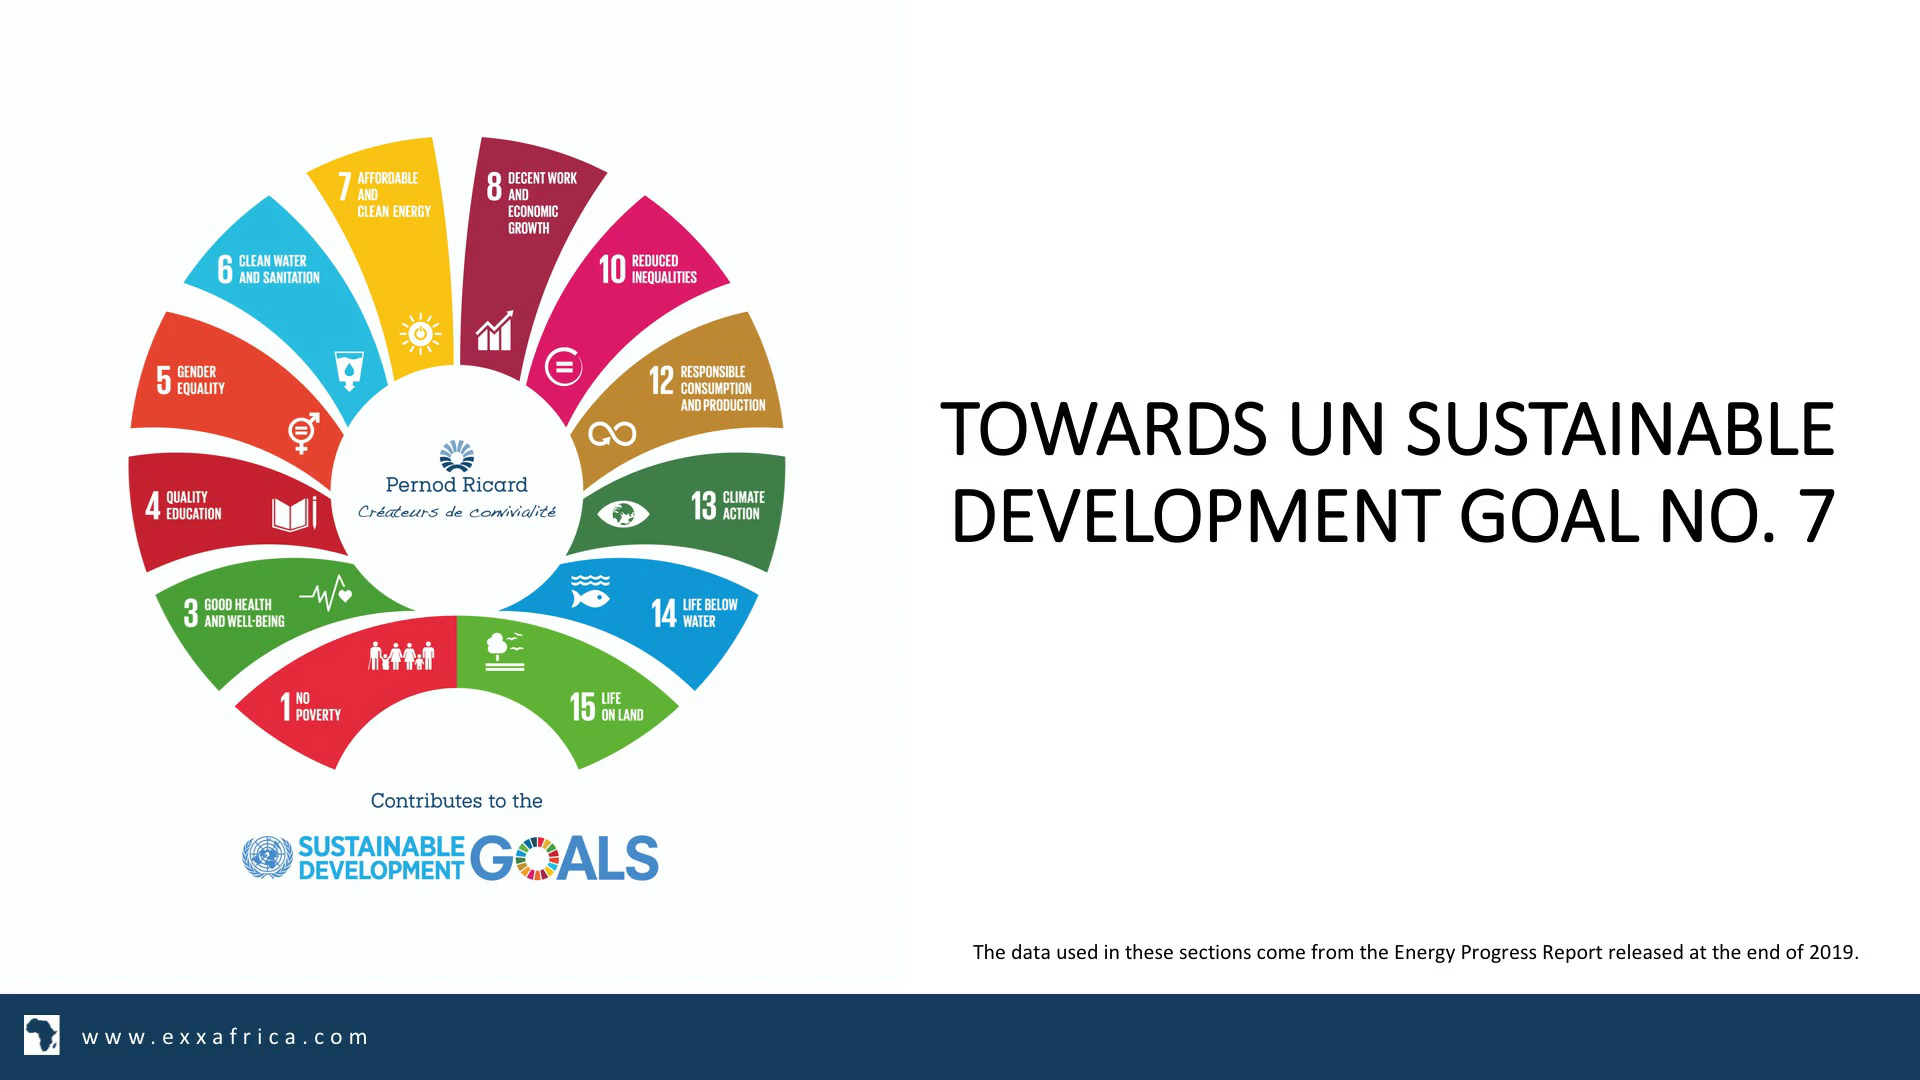 7 AFFORDABLE
AND
CLEAN ENERGY
8 DECENT WORK
AND
ECONOMIC
GROWTH
6 CLEAN WATER
AND SANITATION
10 REDUCED
INEQUALITIES
5 GENDER
EQUALITY
12 RESPONSIBLE
CONSUMPTION
AND PRODUCTION
4 QUALITY
EDUCATION
Pernod Ricard
Créateurs de convivialité
13 CLIMATE
ACTION
3 GOOD HEALTH
AND WELL-BEING
14 LIFE BELOW
WATER
1 NO
POVERTY
15 LIFE
ON LAND
Contributes to the
SUSTAINABLE
DEVELOPMENT
GOALS
TOWARDS UN SUSTAINABLE
DEVELOPMENT GOAL NO. 7
The data used in these sections come from the Energy Progress Report released at the end of 2019.
www.exxafrica.com